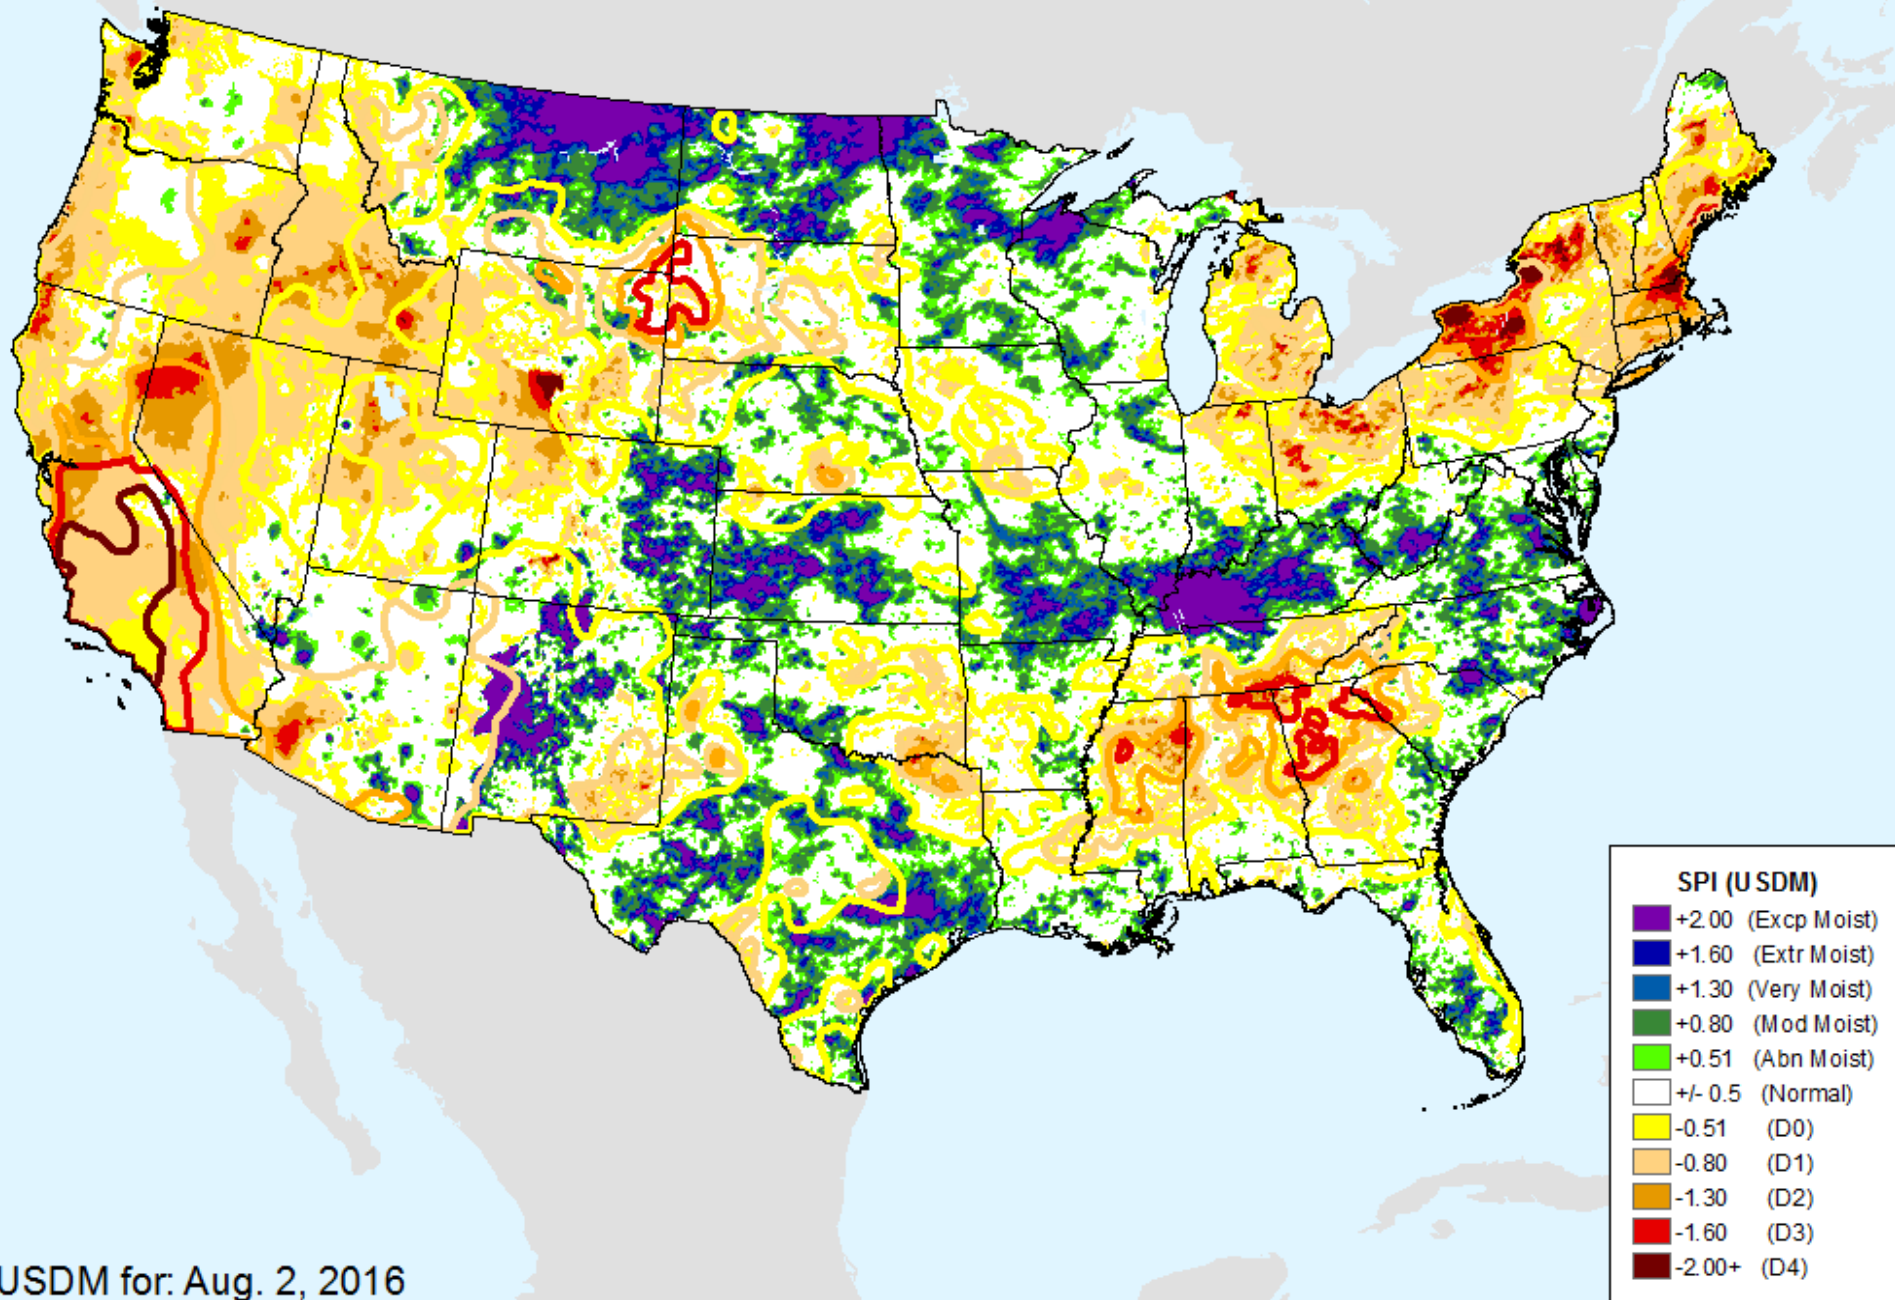 SPI (USDM)
+2.00 (Excp Moist)
+1.60 (Extr Moist)
+1.30 (Very Moist)
+0.80 (Mod Moist)
+0.51 (Abn Moist)
+/- 0.5 (Normal)
-0.51 (D0)
-0.80 (D1)
-1.30 (D2)
-1.60 (D3)
-2.00+ (D4)
USDM for: Aug. 2, 2016